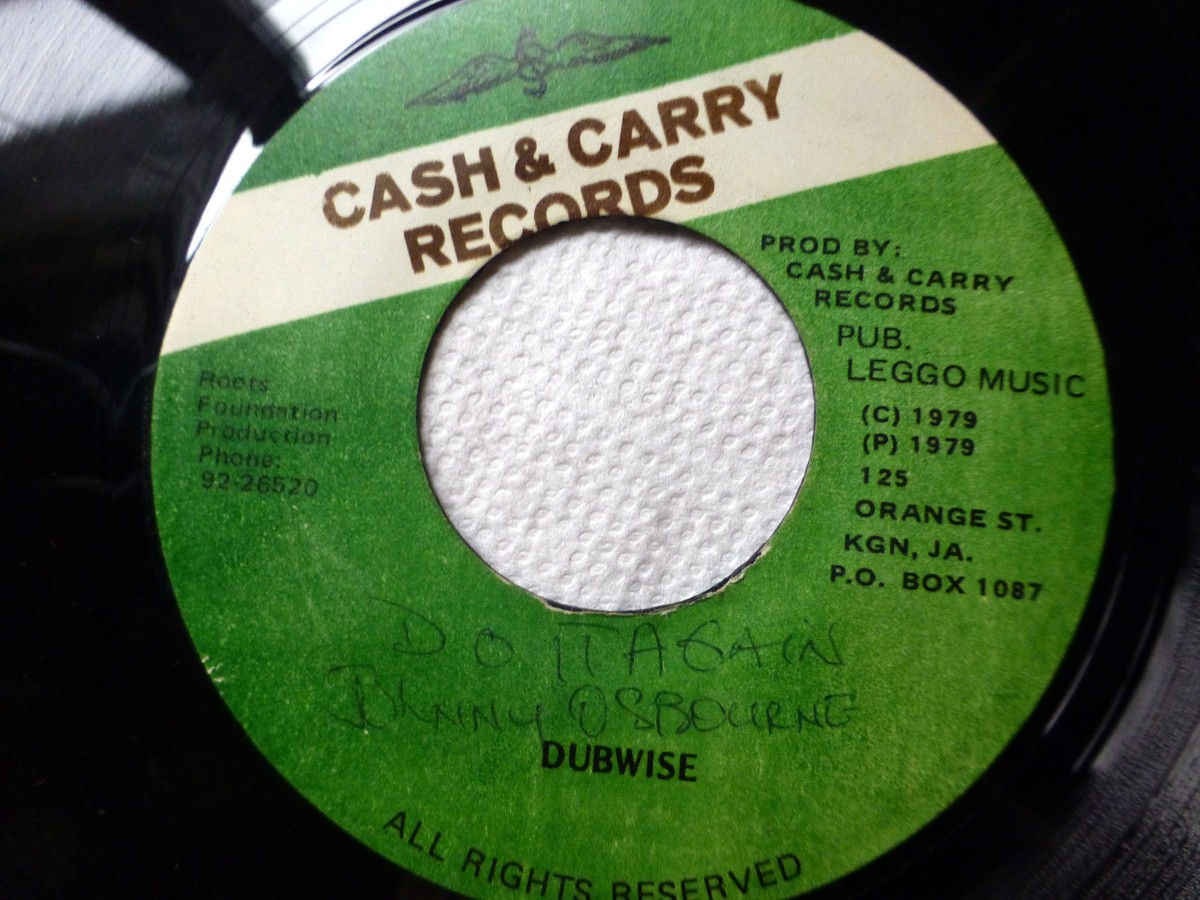 CASH & CARRY
RECORDS
PROD BY:
CASH & CARRY
RECORDS
PUB.
LEGGO MUSIC
(C) 1979
(P) 1979
125
ORANGE ST.
KGN, JA.
P.O. BOX 1087
Roots
Foundation
Production
Phone:
92-26520
DO IT AGAIN
BUNNY OSBOURNE
DUBWISE
ALL RIGHTS RESERVED